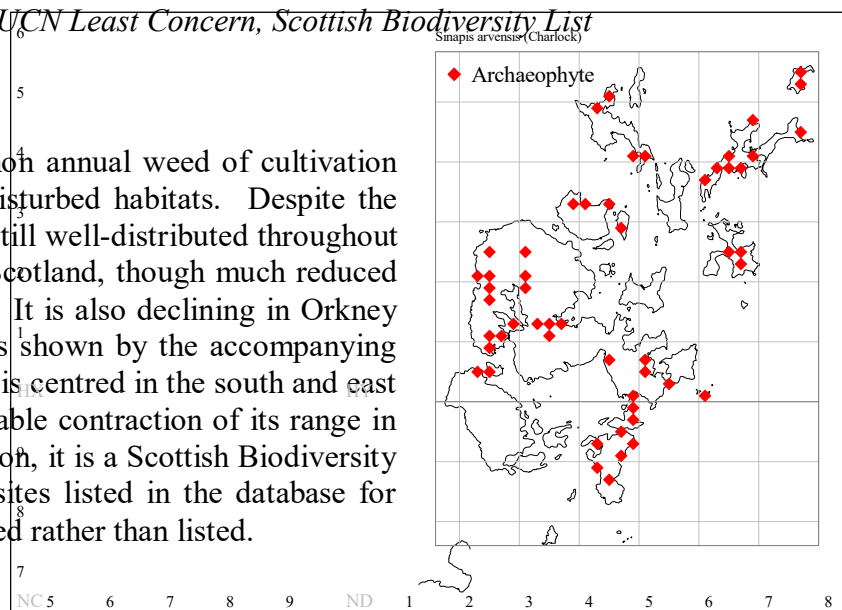 UCN Least Concern, Scottish Biodiversity List
Sinapis arvensis (Charlock)
Archaeophyte
on annual weed of cultivation
isturbed habitats. Despite the
till well-distributed throughout
cotland, though much reduced
It is also declining in Orkney
s shown by the accompanying
is centred in the south and east
able contraction of its range in
on, it is a Scottish Biodiversity
sites listed in the database for
ed rather than listed.
6
5
4
3
2
1
HX HY
9
8
7
NC 5 6 7 8 9 ND 1 2 3 4 5 6 7 8